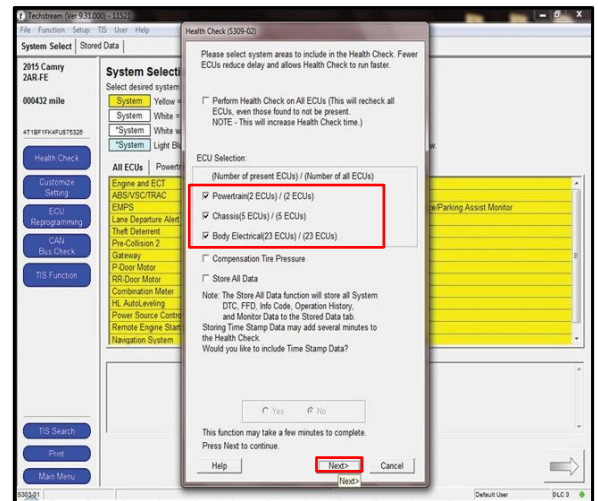 Techstream (Ver 9.31.000) - 11521
File Function Setup TIS User Help
System Select Stored Data
2015 Camry
2AR-FE
000432 mile
Health Check
Customize
Setting
ECU
Reprogramming
CAN
Bus Check
TIS Function
TIS Search
Print
Main Menu
S303-01
System Selecti
Select desired system
System Yellow =
System White =
*System White w
*System Light Bl
All ECUs Powertr
Engine and ECT
ABS/VSC/TRAC
EMPS
Lane Departure Alert
Theft Deterrent
Pre-Collision 2
Gateway
P-Door Motor
RR-Door Motor
Combination Meter
HL AutoLeveling
Power Source Contro
Remote Engine Start
Navigation System
Health Check (S309-02)
Please select system areas to include in the Health Check. Fewer
ECUs reduce delay and allows Health Check to run faster.
Perform Health Check on All ECUs (This will recheck all
ECUs, even those found to not be present.
NOTE - This will increase Health Check time.)
ECU Selection:
(Number of present ECUs) / (Number of all ECUs)
Powertrain(2 ECUs) / (2 ECUs)
Chassis(5 ECUs) / (5 ECUs)
Body Electrical(23 ECUs) / (23 ECUs)
Compensation Tire Pressure
Store All Data
Note: The Store All Data function will store all System
DTC, FFD, Info Code, Operation History,
and Monitor Data to the Stored Data tab.
Storing Time Stamp Data may add several minutes to
the Health Check.
Would you like to include Time Stamp Data?
Yes No
This function may take a few minutes to complete.
Press Next to continue.
Help Next> Cancel
Next>
w.
e/Parking Assist Monitor
Default User DLC 3